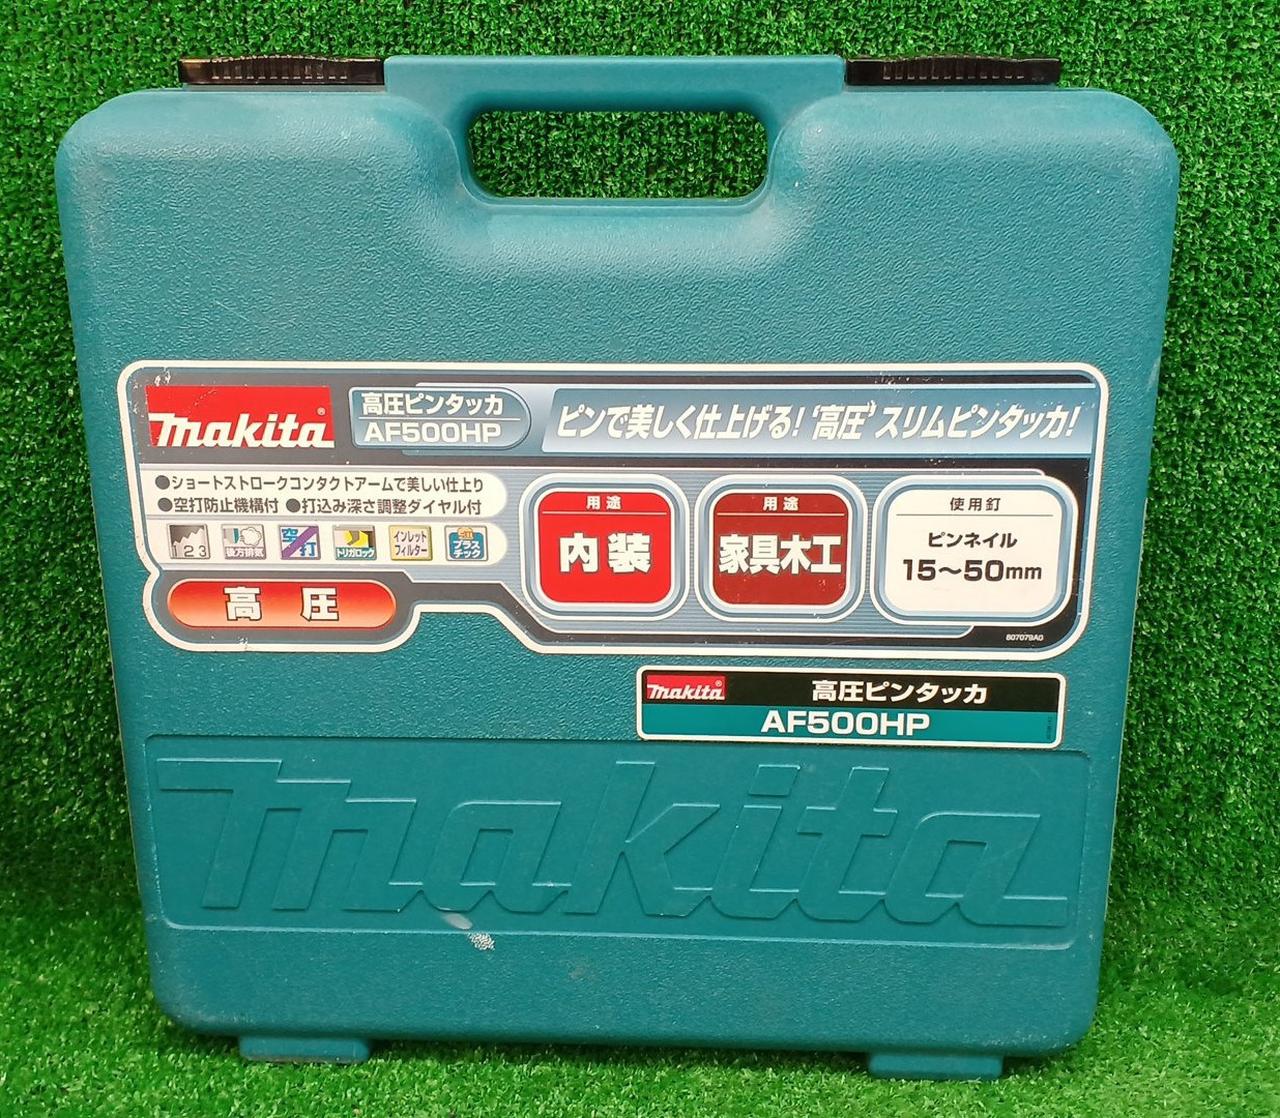 makita®
高圧ピンタッカ
AF500HP
ピンで美しく仕上げる!“高圧”スリムピンタッカ!
●ショートストロークコンタクトアームで美しい仕上り
●空打防止機構付 ●打込み深さ調整ダイヤル付
123
後方排気
空打
トリガロック
インレット
フィルター
プラス
チック
用途
内装
用途
家具木工
使用釘
ピンネイル
15〜50mm
高圧
807079A0
makita®
高圧ピンタッカ
AF500HP
makita